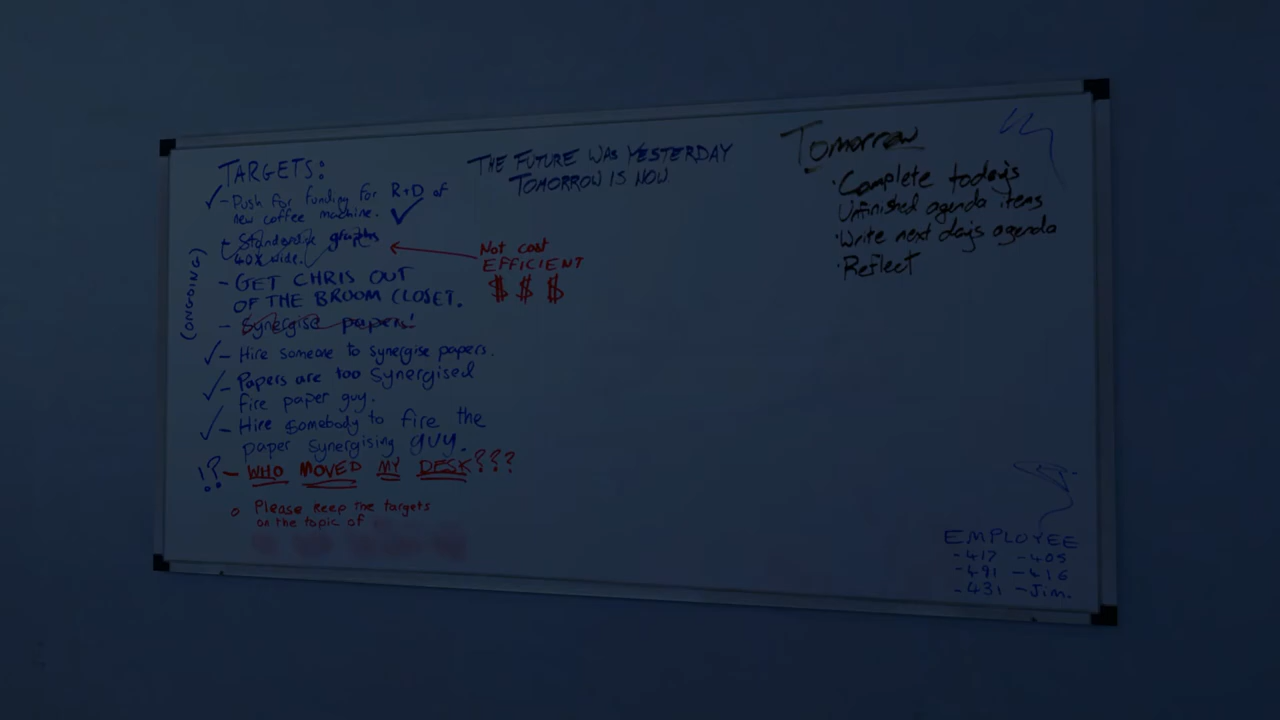 TARGETS:
- Push for funding for R+D of
new coffee machine.
- Standardise graphs
40% wide.
(ONGOING)
- GET CHRIS OUT
OF THE BROOM CLOSET.
- Synergise papers!
- Hire someone to synergise papers.
- Papers are too synergised
fire paper guy.
- Hire somebody to fire the
paper synergising guy.
!? - WHO MOVED MY DESK???
o Please keep the targets
on the topic of
THE FUTURE WAS YESTERDAY
TOMORROW IS NOW.
Not cost
EFFICIENT
$ $ $
Tomorrow
· Complete today's
Unfinished agenda items
· Write next day's agenda
· Reflect
EMPLOYEE
- 417 - 405
- 491 - 416
- 431 - Jim.